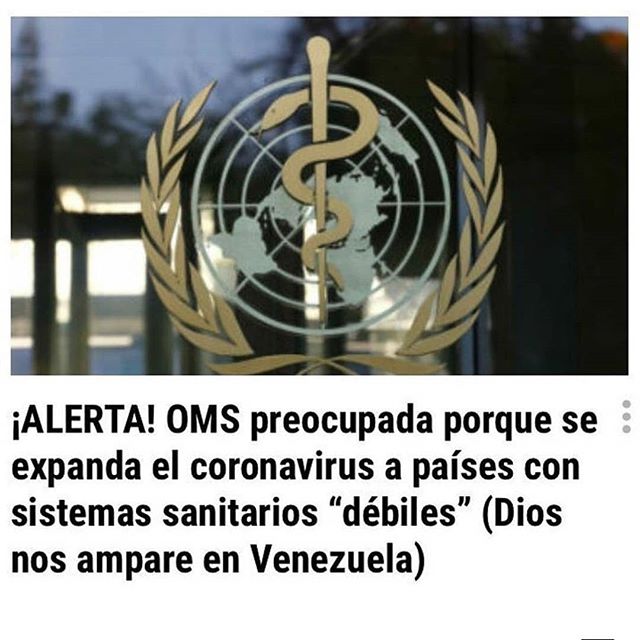 ¡ALERTA! OMS preocupada porque se
expanda el coronavirus a países con
sistemas sanitarios “débiles” (Dios
nos ampare en Venezuela)